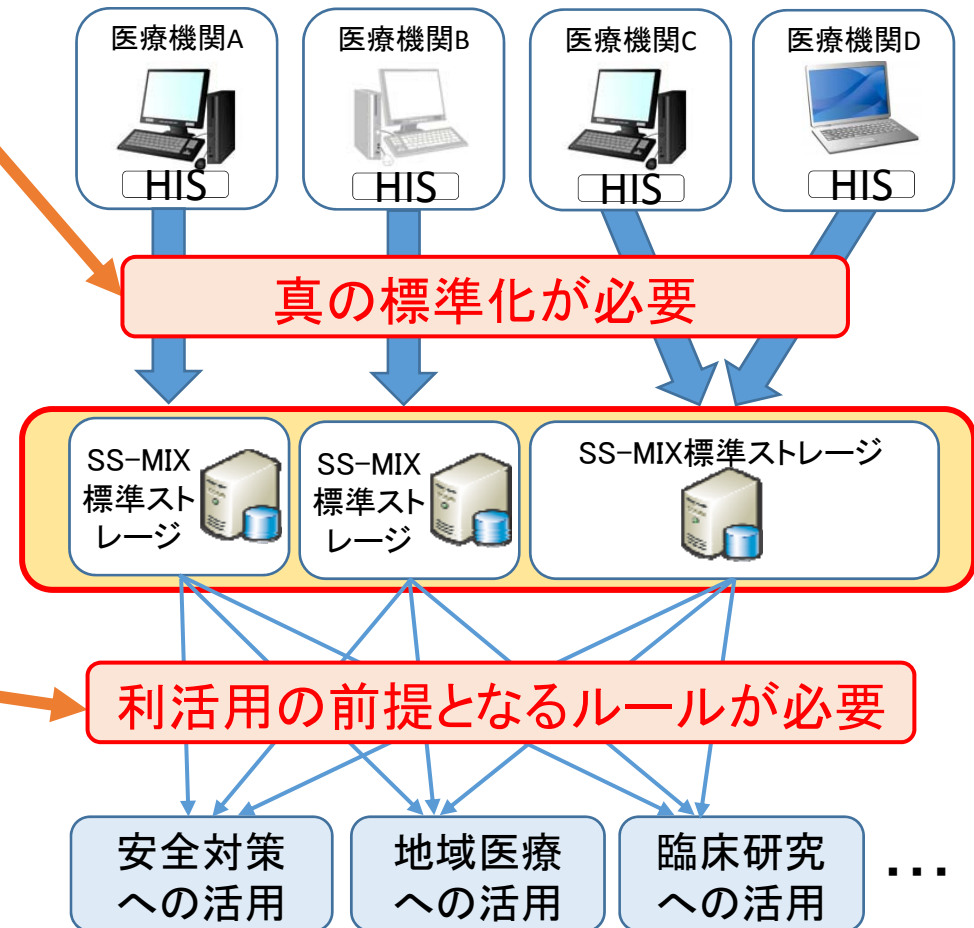 医療機関A
医療機関B
医療機関C
医療機関D
HIS
HIS
HIS
HIS
真の標準化が必要
SS-MIX
標準スト
レージ
SS-MIX
標準スト
レージ
SS-MIX標準ストレージ
利活用の前提となるルールが必要
安全対策
への活用
地域医療
への活用
臨床研究
への活用
...